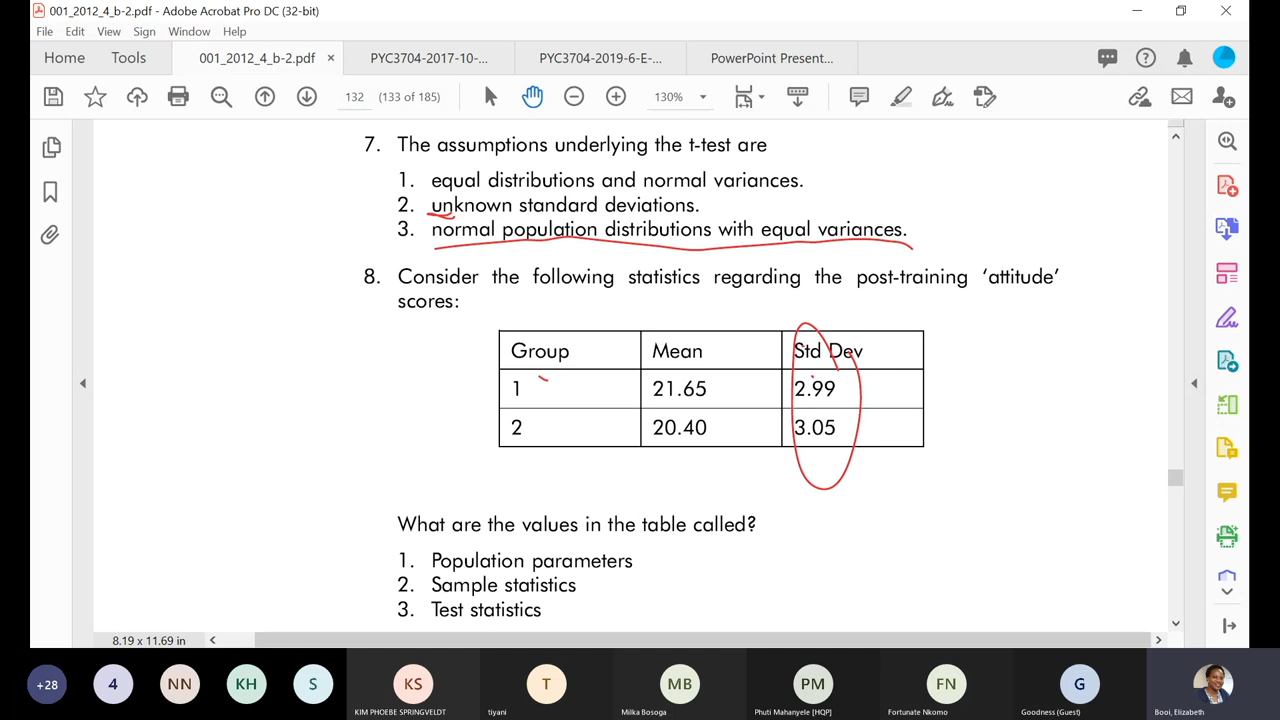 001_2012_4_b-2.pdf - Adobe Acrobat Pro DC (32-bit)
File Edit View Sign Window Help
Home Tools 001_2012_4_b-2.pdf × PYC3704-2017-10-... PYC3704-2019-6-E-... PowerPoint Present...
132 (133 of 185) 130%
7. The assumptions underlying the t-test are
1. equal distributions and normal variances.
2. unknown standard deviations.
3. normal population distributions with equal variances.
8. Consider the following statistics regarding the post-training ‘attitude’
scores:
Group Mean Std Dev
1 21.65 2.99
2 20.40 3.05
What are the values in the table called?
1. Population parameters
2. Sample statistics
3. Test statistics
8.19 x 11.69 in
+28 4 NN KH S KS T MB PM FN G
KIM PHOEBE SPRINGVELDT tiyani Milka Bosoga Phuti Mahanyele [HQP] Fortunate Nkomo Goodness (Guest) Booi, Elizabeth